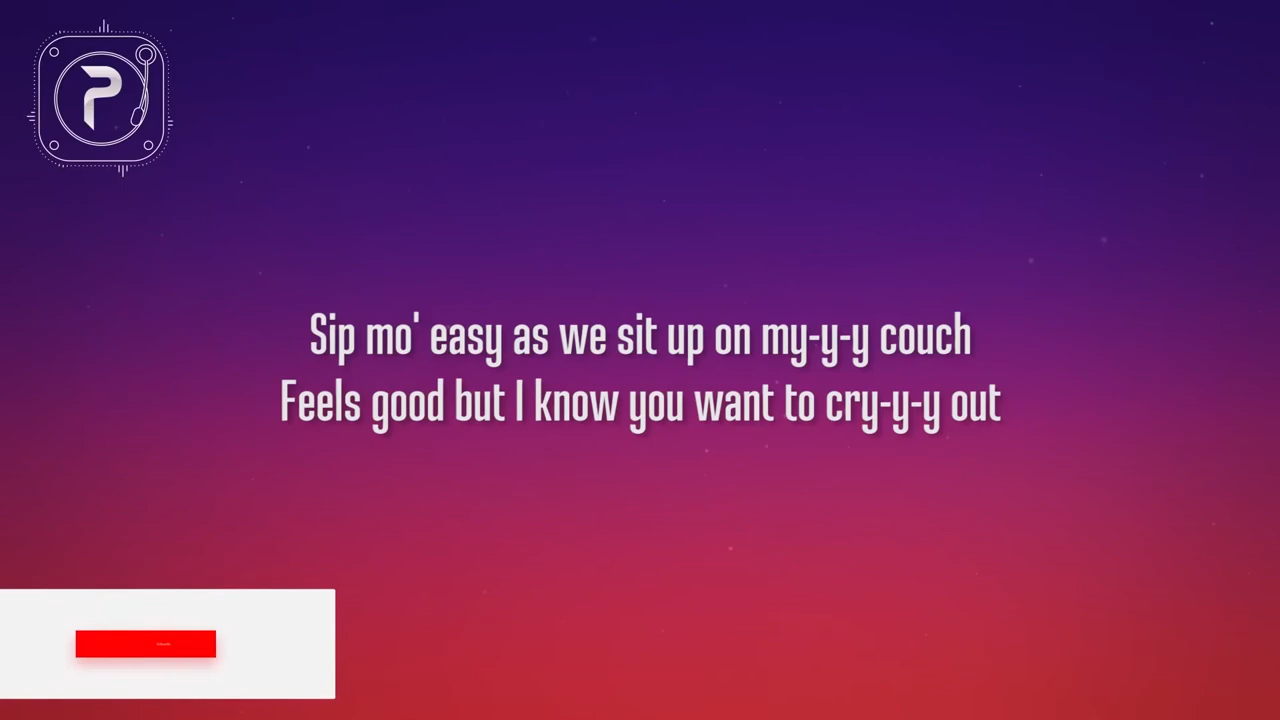 P
Sip mo' easy as we sit up on my-y-y couch
Feels good but I know you want to cry-y-y out